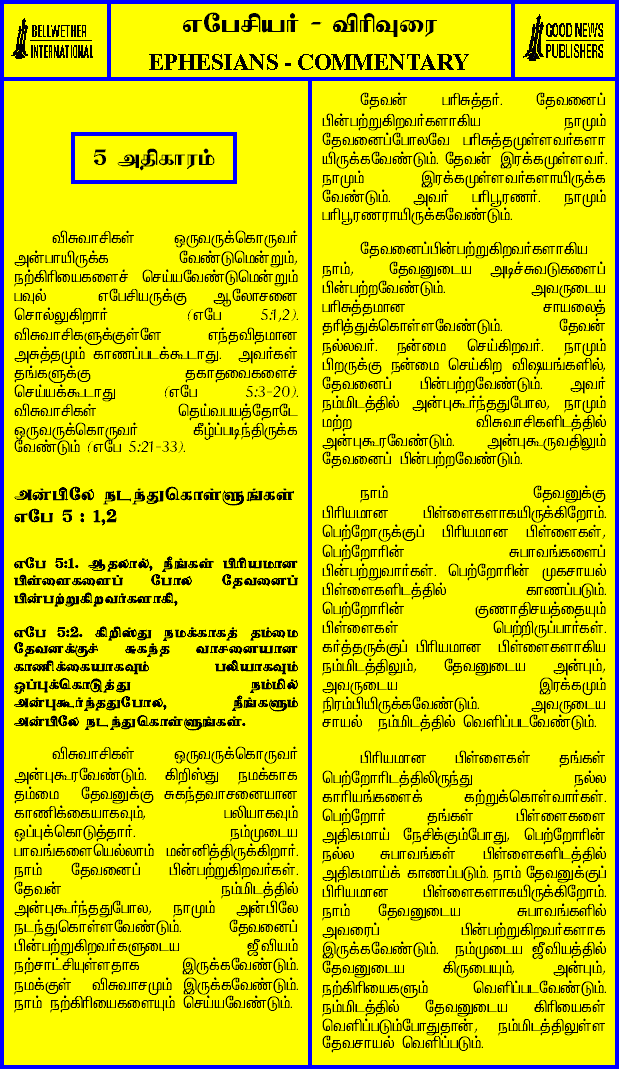 BELLWETHER
INTERNATIONAL
எபேசியர் - விரிவுரை
EPHESIANS - COMMENTARY
GOOD NEWS
PUBLISHERS
5 அதிகாரம்
விசுவாசிகள் ஒருவருக்கொருவர்
அன்பாயிருக்க வேண்டுமென்றும்,
நற்கிரியைகளைச் செய்யவேண்டுமென்றும்
பவுல் எபேசியருக்கு ஆலோசனை
சொல்லுகிறார் (எபே 5:1,2).
விசுவாசிகளுக்குள்ளே எந்தவிதமான
அசுத்தமும் காணப்படக்கூடாது. அவர்கள்
தங்களுக்கு தகாதவைகளைச்
செய்யக்கூடாது (எபே 5:3-20).
விசுவாசிகள் தெய்வபயத்தோடே
ஒருவருக்கொருவர் கீழ்ப்படிந்திருக்க
வேண்டும் (எபே 5:21-33).
அன்பிலே நடந்துகொள்ளுங்கள்
எபே 5 : 1,2
எபே 5:1. ஆதலால், நீங்கள் பிரியமான
பிள்ளைகளைப் போல தேவனைப்
பின்பற்றுகிறவர்களாகி,
எபே 5:2. கிறிஸ்து நமக்காகத் தம்மை
தேவனக்குச் சுகந்த வாசனையான
காணிக்கையாகவும் பலியாகவும்
ஒப்புக்கொடுத்து நம்மில்
அன்புகூர்ந்ததுபோல, நீங்களும்
அன்பிலே நடந்துகொள்ளுங்கள்.
விசுவாசிகள் ஒருவருக்கொருவர்
அன்புகூரவேண்டும். கிறிஸ்து நமக்காக
தம்மை தேவனுக்கு சுகந்தவாசனையான
காணிக்கையாகவும், பலியாகவும்
ஒப்புக்கொடுத்தார். நம்முடைய
பாவங்களையெல்லாம் மன்னித்திருக்கிறார்.
நாம் தேவனைப் பின்பற்றுகிறவர்கள்.
தேவன் நம்மிடத்தில்
அன்புகூர்ந்ததுபோல, நாமும் அன்பிலே
நடந்துகொள்ளவேண்டும். தேவனைப்
பின்பற்றுகிறவர்களுடைய ஜீவியம்
நற்சாட்சியுள்ளதாக இருக்கவேண்டும்.
நமக்குள் விசுவாசமும் இருக்கவேண்டும்.
நாம் நற்கிரியைகளையும் செய்யவேண்டும்.
தேவன் பரிசுத்தர். தேவனைப்
பின்பற்றுகிறவர்களாகிய நாமும்
தேவனைப்போலவே பரிசுத்தமுள்ளவர்களா
யிருக்கவேண்டும். தேவன் இரக்கமுள்ளவர்.
நாமும் இரக்கமுள்ளவர்களாயிருக்க
வேண்டும். அவர் பரிபூரணர். நாமும்
பரிபூரணராயிருக்கவேண்டும்.
தேவனைப்பின்பற்றுகிறவர்களாகிய
நாம், தேவனுடைய அடிச்சுவடுகளைப்
பின்பற்றவேண்டும். அவருடைய
பரிசுத்தமான சாயலைத்
தரித்துக்கொள்ளவேண்டும். தேவன்
நல்லவர். நன்மை செய்கிறவர். நாமும்
பிறருக்கு நன்மை செய்கிற விஷயங்களில்,
தேவனைப் பின்பற்றவேண்டும். அவர்
நம்மிடத்தில் அன்புகூர்ந்ததுபோல, நாமும்
மற்ற விசுவாசிகளிடத்தில்
அன்புகூரவேண்டும். அன்புகூருவதிலும்
தேவனைப் பின்பற்றவேண்டும்.
நாம் தேவனுக்கு
பிரியமான பிள்ளைகளாகயிருக்கிறோம்.
பெற்றோருக்குப் பிரியமான பிள்ளைகள்,
பெற்றோரின் சுபாவங்களைப்
பின்பற்றுவார்கள். பெற்றோரின் முகசாயல்
பிள்ளைகளிடத்தில் காணப்படும்.
பெற்றோரின் குணாதிசயத்தையும்
பிள்ளைகள் பெற்றிருப்பார்கள்.
கர்த்தருக்குப் பிரியமான பிள்ளைகளாகிய
நம்மிடத்திலும், தேவனுடைய அன்பும்,
அவருடைய இரக்கமும்
நிரம்பியிருக்கவேண்டும். அவருடைய
சாயல் நம்மிடத்தில் வெளிப்படவேண்டும்.
பிரியமான பிள்ளைகள் தங்கள்
பெற்றோரிடத்திலிருந்து நல்ல
காரியங்களைக் கற்றுக்கொள்வார்கள்.
பெற்றோர் தங்கள் பிள்ளைகளை
அதிகமாய் நேசிக்கும்போது, பெற்றோரின்
நல்ல சுபாவங்கள் பிள்ளைகளிடத்தில்
அதிகமாய்க் காணப்படும். நாம் தேவனுக்குப்
பிரியமான பிள்ளைகளாகயிருக்கிறோம்.
நாம் தேவனுடைய சுபாவங்களில்
அவரைப் பின்பற்றுகிறவர்களாக
இருக்கவேண்டும். நம்முடைய ஜீவியத்தில்
தேவனுடைய கிருபையும், அன்பும்,
நற்கிரியைகளும் வெளிப்படவேண்டும்.
நம்மிடத்தில் தேவனுடைய கிரியைகள்
வெளிப்படும்போதுதான், நம்மிடத்திலுள்ள
தேவசாயல் வெளிப்படும்.